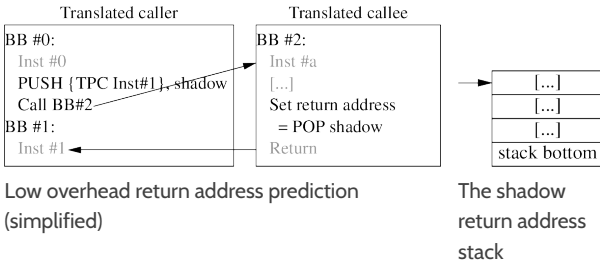 Translated caller
BB #0:
Inst #0
PUSH {TPC Inst#1}, shadow
Call BB#2
BB #1:
Inst #1
Translated callee
BB #2:
Inst #a
[...]
Set return address
= POP shadow
Return
[...]
[...]
[...]
stack bottom
Low overhead return address prediction
(simplified)
The shadow
return address
stack